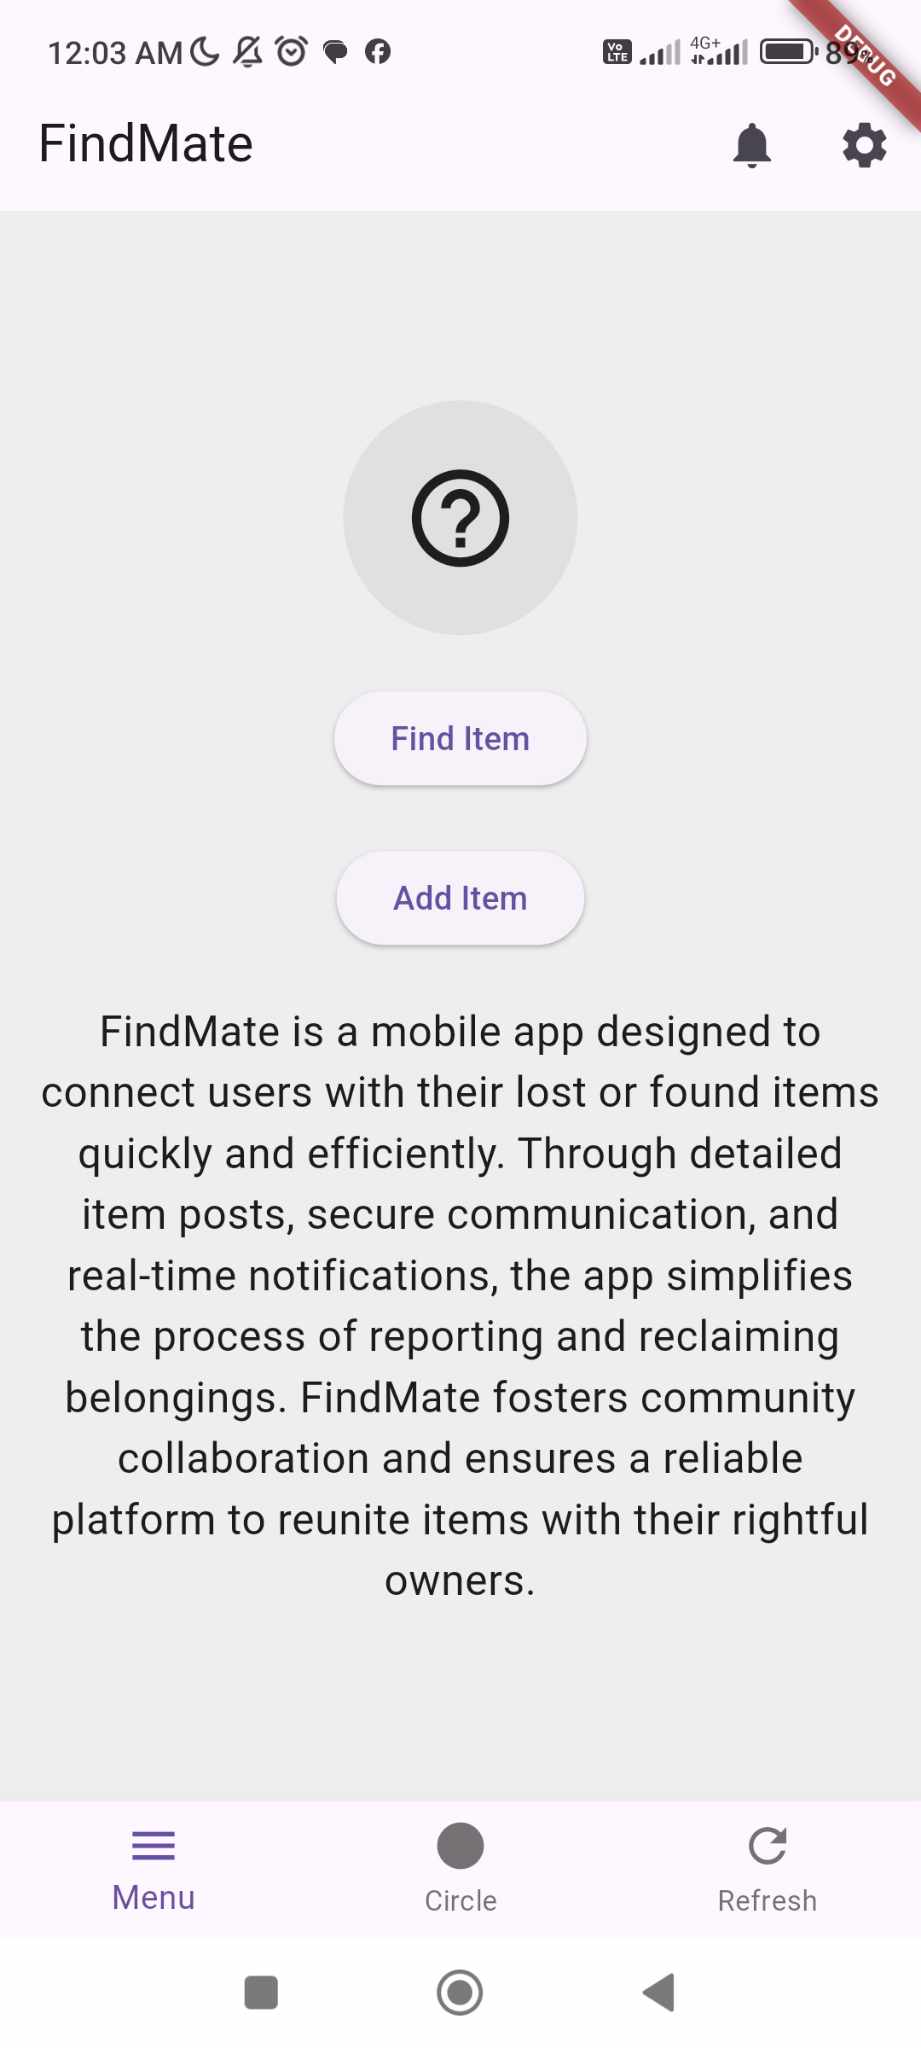 12:03 AM
Vo LTE
4G+
89%
DEBUG
FindMate
Find Item
Add Item
FindMate is a mobile app designed to
connect users with their lost or found items
quickly and efficiently. Through detailed
item posts, secure communication, and
real-time notifications, the app simplifies
the process of reporting and reclaiming
belongings. FindMate fosters community
collaboration and ensures a reliable
platform to reunite items with their rightful
owners.
Menu
Circle
Refresh